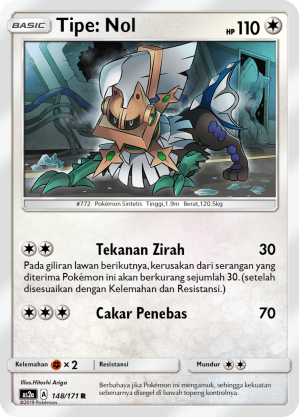 BASIC Tipe: Nol HP 110
#772 Pokémon Sintetis Tinggi,1.9m Berat,120.5kg
Tekanan Zirah 30
Pada giliran lawan berikutnya, kerusakan dari serangan yang
diterima Pokémon ini akan berkurang sejumlah 30. (setelah
disesuaikan dengan Kelemahan dan Resistansi.)
Cakar Penebas 70
Kelemahan × 2 Resistansi Mundur
Illus.Hitoshi Ariga
AS2a A 148/171 R
©2019 Pokémon
Berbahaya jika Pokémon ini mengamuk, sehingga kekuatan
sebenarnya disegel di bawah topeng kontrolnya.